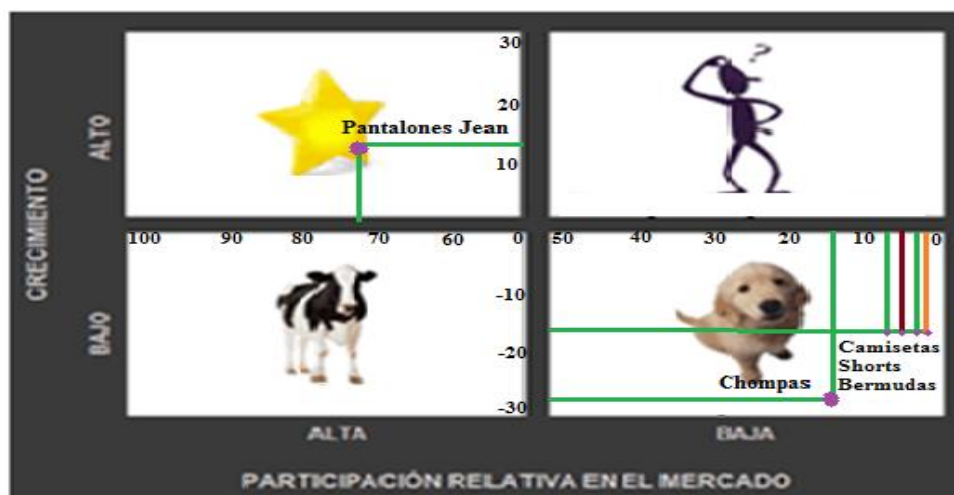 30
?
ALTO
20
Pantalones Jean
10
CRECIMIENTO
100 90 80 70 60 0
50 40 30 20 10 0
-10
BAJO
-20
Camisetas
Shorts
Chompas
Bermudas
-30
ALTA
BAJA
PARTICIPACIÓN RELATIVA EN EL MERCADO